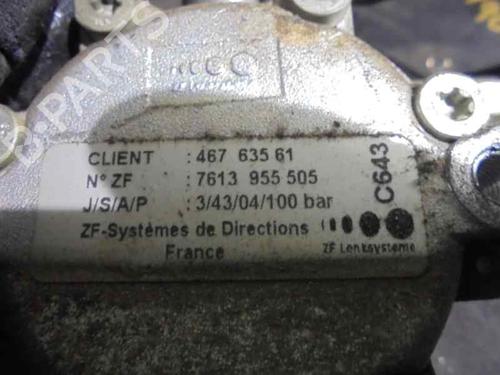 B-PARTS
CLIENT : 467 635 61
N° ZF : 7613 955 505
J/S/A/P : 3/43/04/100 bar
ZF-Systèmes de Directions
France
C643
ZF Lenksysteme